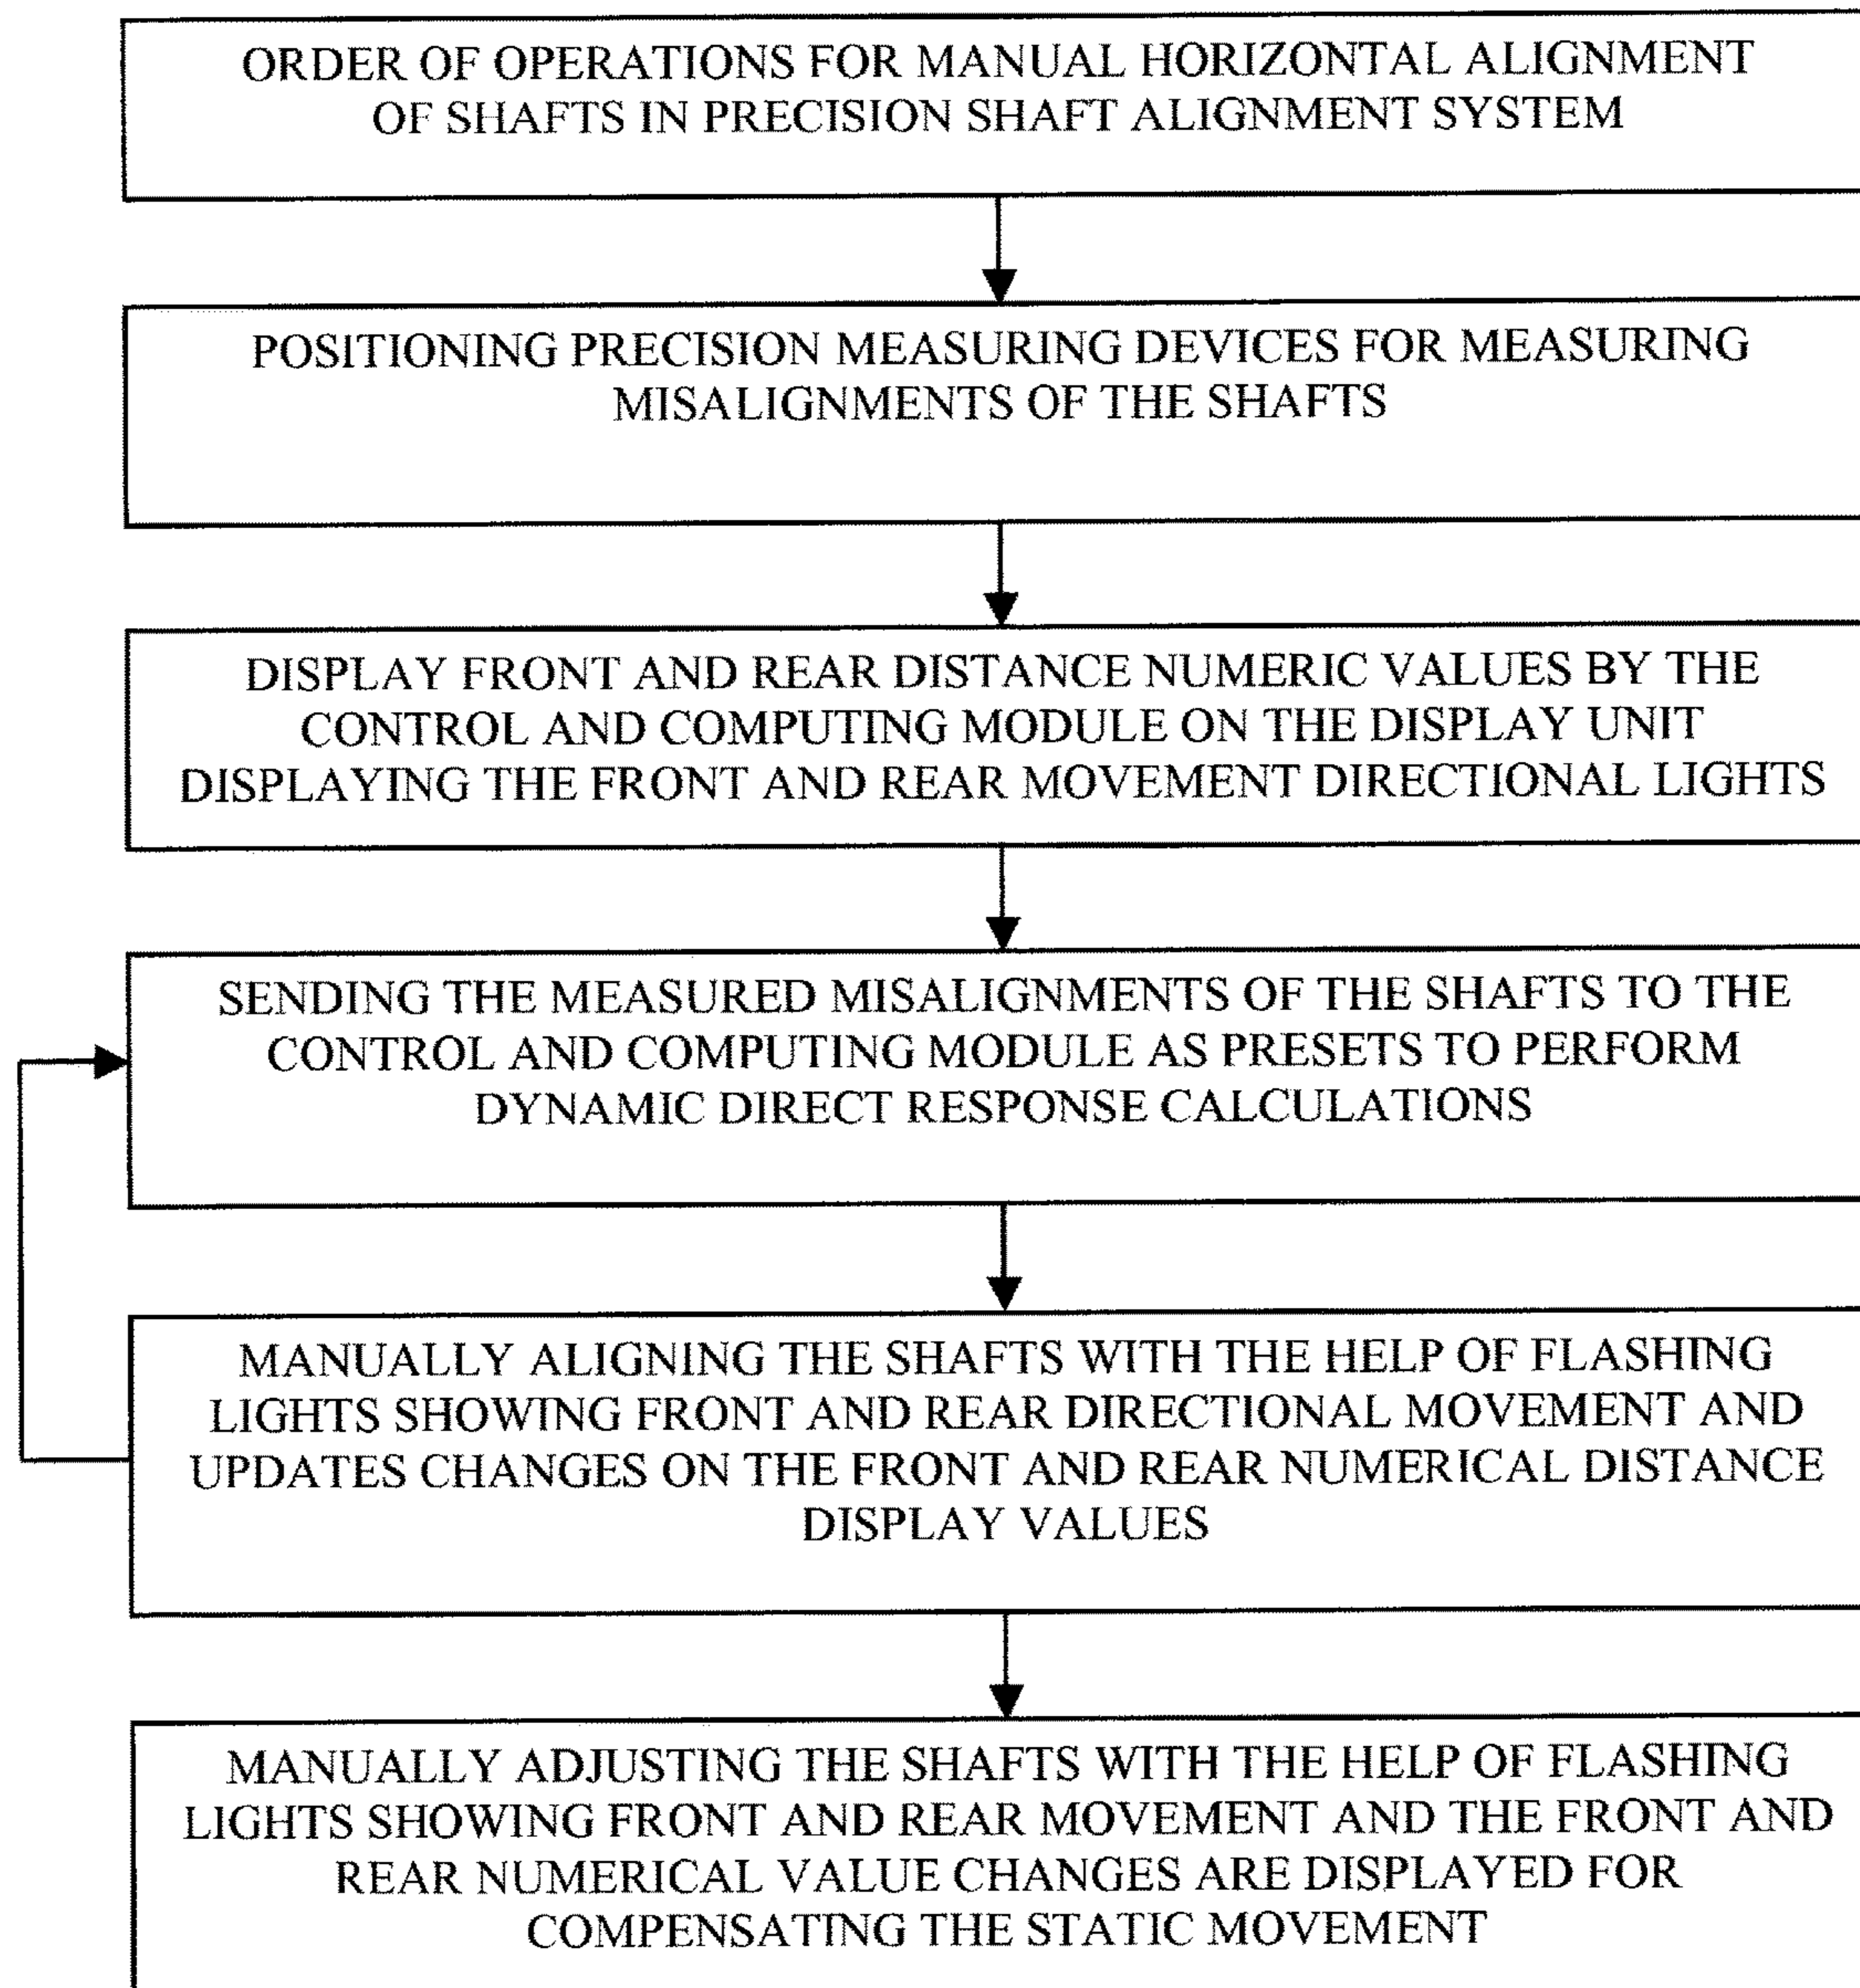 ORDER OF OPERATIONS FOR MANUAL HORIZONTAL ALIGNMENT
OF SHAFTS IN PRECISION SHAFT ALIGNMENT SYSTEM
POSITIONING PRECISION MEASURING DEVICES FOR MEASURING
MISALIGNMENTS OF THE SHAFTS
DISPLAY FRONT AND REAR DISTANCE NUMERIC VALUES BY THE
CONTROL AND COMPUTING MODULE ON THE DISPLAY UNIT
DISPLAYING THE FRONT AND REAR MOVEMENT DIRECTIONAL LIGHTS
SENDING THE MEASURED MISALIGNMENTS OF THE SHAFTS TO THE
CONTROL AND COMPUTING MODULE AS PRESETS TO PERFORM
DYNAMIC DIRECT RESPONSE CALCULATIONS
MANUALLY ALIGNING THE SHAFTS WITH THE HELP OF FLASHING
LIGHTS SHOWING FRONT AND REAR DIRECTIONAL MOVEMENT AND
UPDATES CHANGES ON THE FRONT AND REAR NUMERICAL DISTANCE
DISPLAY VALUES
MANUALLY ADJUSTING THE SHAFTS WITH THE HELP OF FLASHING
LIGHTS SHOWING FRONT AND REAR MOVEMENT AND THE FRONT AND
REAR NUMERICAL VALUE CHANGES ARE DISPLAYED FOR
COMPENSATING THE STATIC MOVEMENT